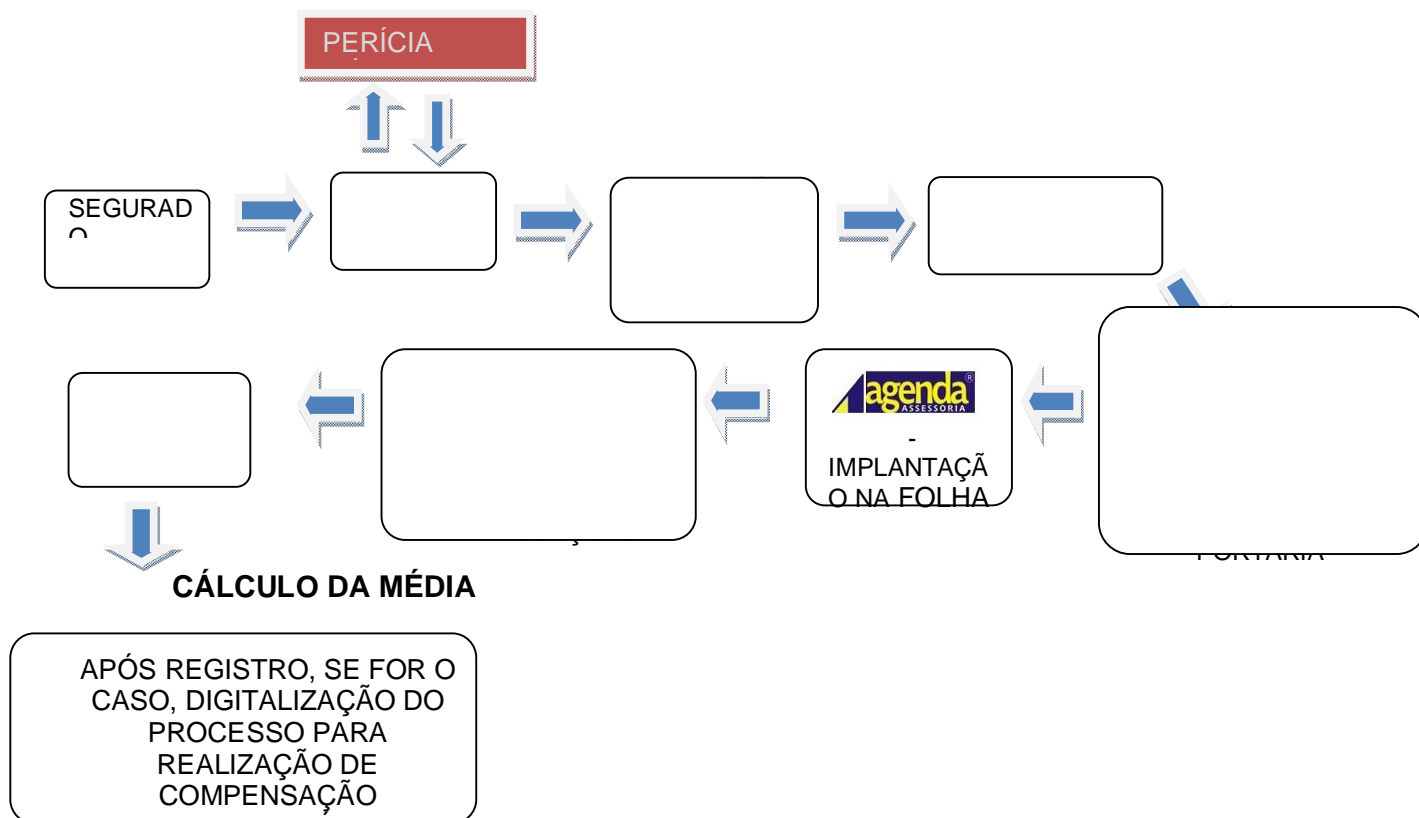 PERÍCIA
SEGURAD
O
agenda®
ASSESSORIA
-
IMPLANTAÇÃ
O NA FOLHA
CÁLCULO DA MÉDIA
APÓS REGISTRO, SE FOR O
CASO, DIGITALIZAÇÃO DO
PROCESSO PARA
REALIZAÇÃO DE
COMPENSAÇÃO